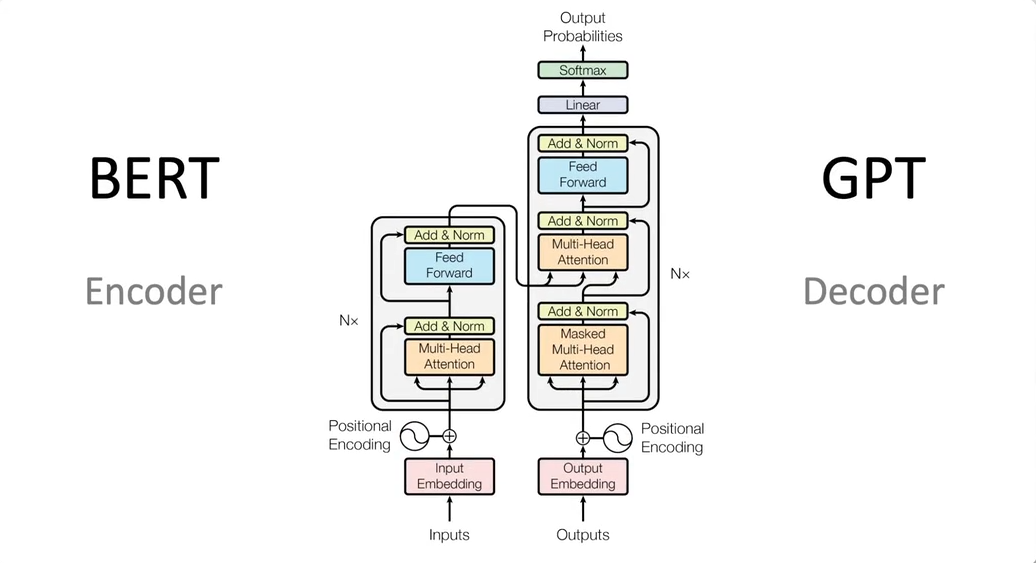 BERT
Encoder
Output
Probabilities
Softmax
Linear
Add & Norm
Feed
Forward
Add & Norm
Multi-Head
Attention
Add & Norm
Masked
Multi-Head
Attention
Nx
Positional
Encoding
Output
Embedding
Outputs
Add & Norm
Feed
Forward
Add & Norm
Multi-Head
Attention
Nx
Positional
Encoding
Input
Embedding
Inputs
GPT
Decoder